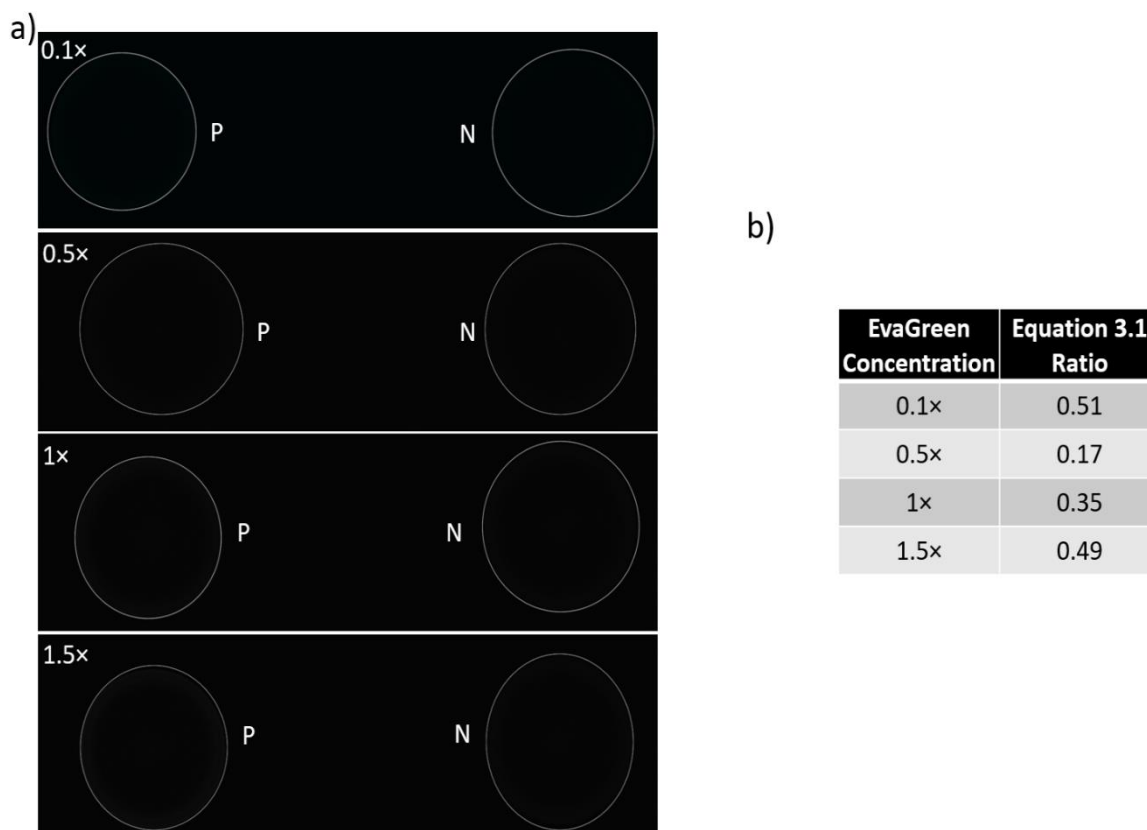 a)
0.1×
P
N
0.5×
P
N
1×
P
N
1.5×
P
N
b)
EvaGreen Concentration Equation 3.1 Ratio
0.1× 0.51
0.5× 0.17
1× 0.35
1.5× 0.49